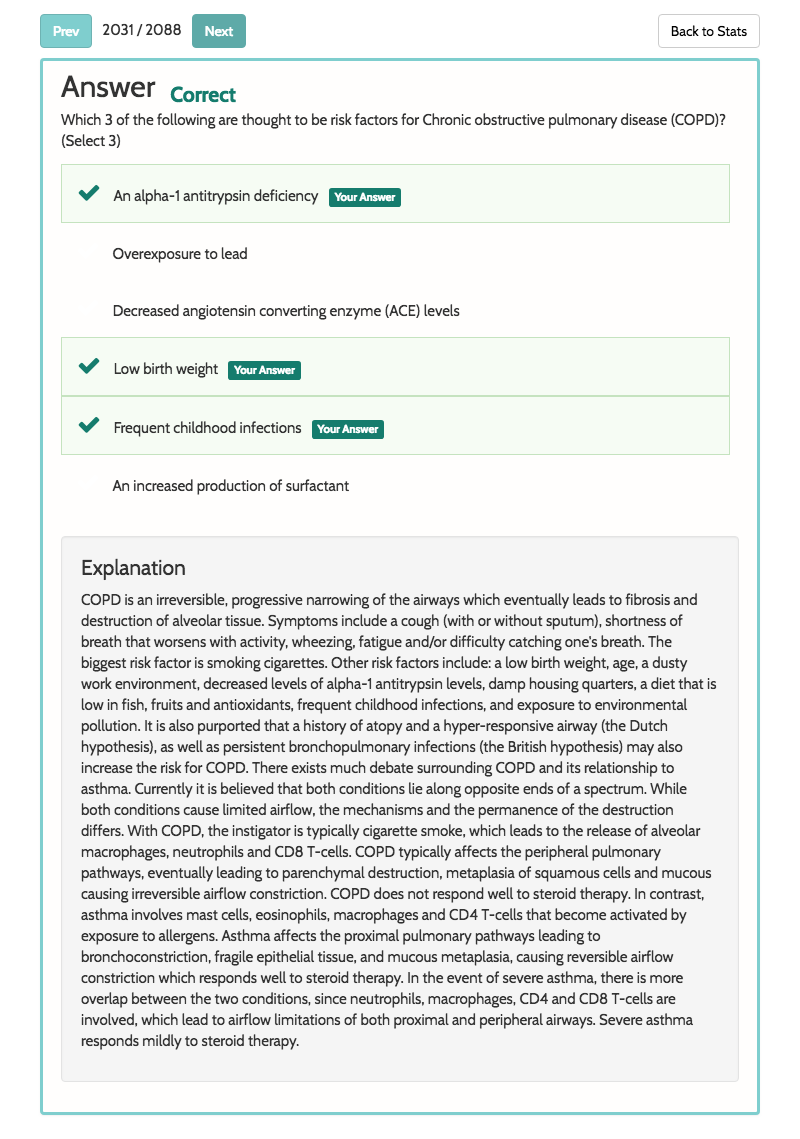 Prev 2031 / 2088 Next Back to Stats
Answer Correct
Which 3 of the following are thought to be risk factors for Chronic obstructive pulmonary disease (COPD)?
(Select 3)
An alpha-1 antitrypsin deficiency Your Answer
Overexposure to lead
Decreased angiotensin converting enzyme (ACE) levels
Low birth weight Your Answer
Frequent childhood infections Your Answer
An increased production of surfactant
Explanation
COPD is an irreversible, progressive narrowing of the airways which eventually leads to fibrosis and
destruction of alveolar tissue. Symptoms include a cough (with or without sputum), shortness of
breath that worsens with activity, wheezing, fatigue and/or difficulty catching one's breath. The
biggest risk factor is smoking cigarettes. Other risk factors include: a low birth weight, age, a dusty
work environment, decreased levels of alpha-1 antitrypsin levels, damp housing quarters, a diet that is
low in fish, fruits and antioxidants, frequent childhood infections, and exposure to environmental
pollution. It is also purported that a history of atopy and a hyper-responsive airway (the Dutch
hypothesis), as well as persistent bronchopulmonary infections (the British hypothesis) may also
increase the risk for COPD. There exists much debate surrounding COPD and its relationship to
asthma. Currently it is believed that both conditions lie along opposite ends of a spectrum. While
both conditions cause limited airflow, the mechanisms and the permanence of the destruction
differs. With COPD, the instigator is typically cigarette smoke, which leads to the release of alveolar
macrophages, neutrophils and CD8 T-cells. COPD typically affects the peripheral pulmonary
pathways, eventually leading to parenchymal destruction, metaplasia of squamous cells and mucous
causing irreversible airflow constriction. COPD does not respond well to steroid therapy. In contrast,
asthma involves mast cells, eosinophils, macrophages and CD4 T-cells that become activated by
exposure to allergens. Asthma affects the proximal pulmonary pathways leading to
bronchoconstriction, fragile epithelial tissue, and mucous metaplasia, causing reversible airflow
constriction which responds well to steroid therapy. In the event of severe asthma, there is more
overlap between the two conditions, since neutrophils, macrophages, CD4 and CD8 T-cells are
involved, which lead to airflow limitations of both proximal and peripheral airways. Severe asthma
responds mildly to steroid therapy.